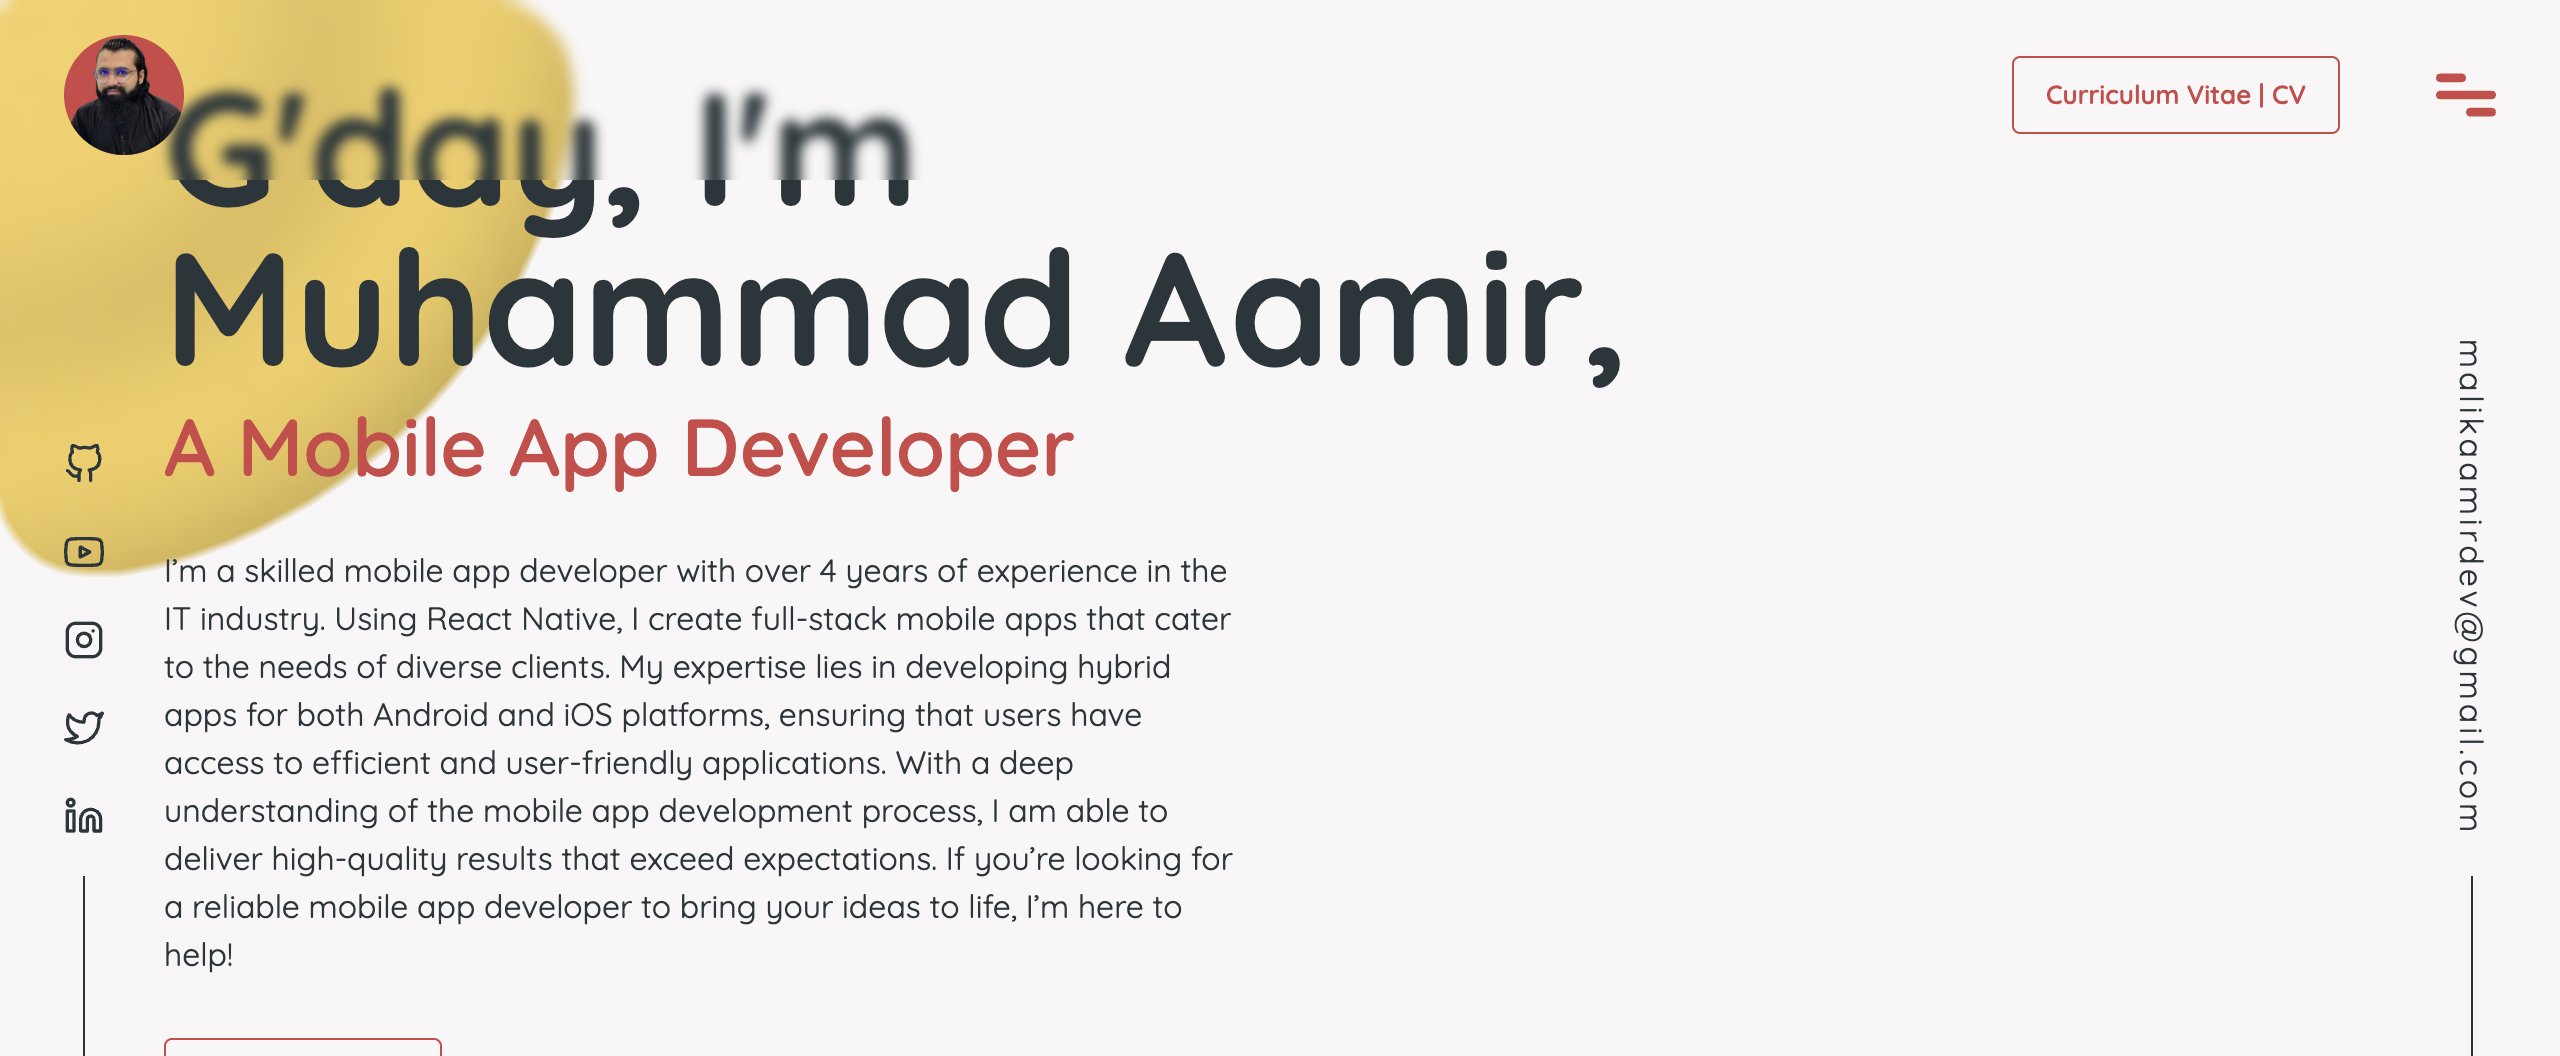 Curriculum Vitae | CV
G'day, I'm
Muhammad Aamir,
A Mobile App Developer
I’m a skilled mobile app developer with over 4 years of experience in the
IT industry. Using React Native, I create full-stack mobile apps that cater
to the needs of diverse clients. My expertise lies in developing hybrid
apps for both Android and iOS platforms, ensuring that users have
access to efficient and user-friendly applications. With a deep
understanding of the mobile app development process, I am able to
deliver high-quality results that exceed expectations. If you’re looking for
a reliable mobile app developer to bring your ideas to life, I’m here to
help!
malikaamirdev@gmail.com